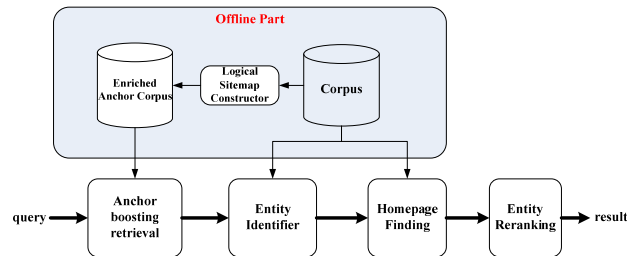 Offline Part
Enriched
Anchor Corpus
Logical
Sitemap
Constructor
Corpus
query
Anchor
boosting
retrieval
Entity
Identifier
Homepage
Finding
Entity
Reranking
result